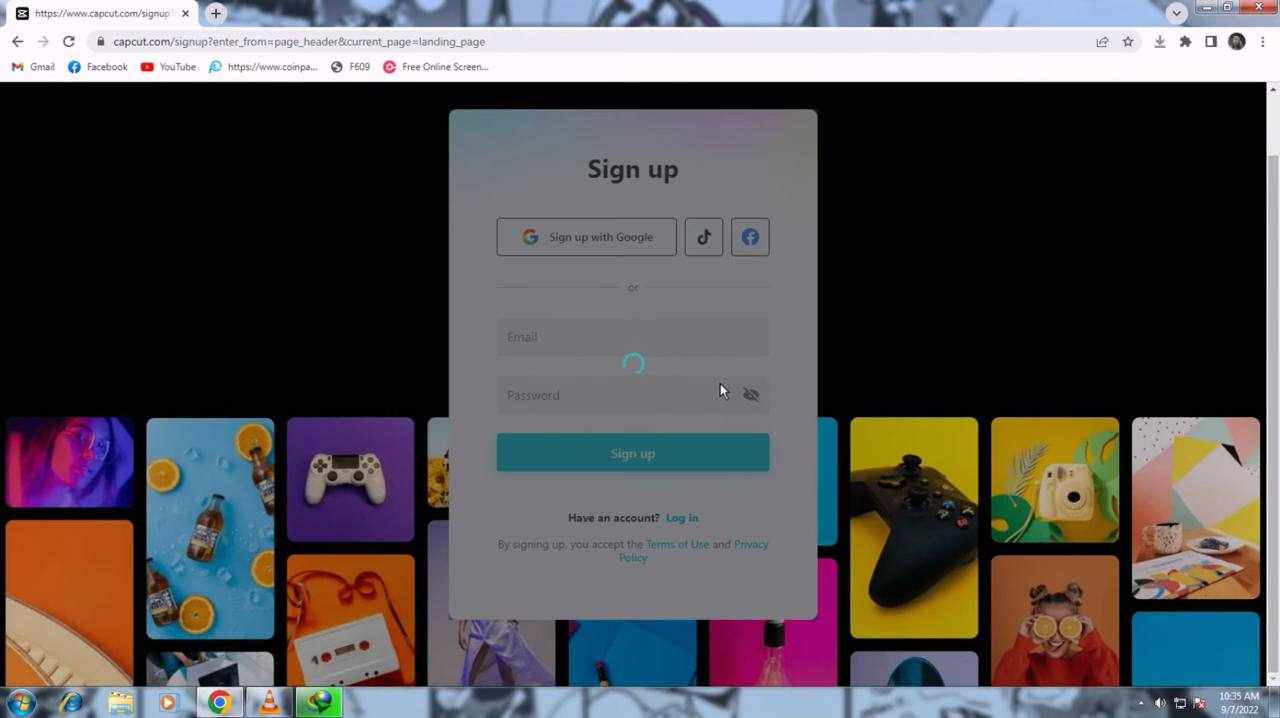 https://www.capcut.com/signup?
capcut.com/signup?enter_from=page_header&current_page=landing_page
Gmail Facebook YouTube https://www.coinpa... F609 Free Online Screen...
Sign up
Sign up with Google
or
Email
Password
Sign up
Have an account? Log in
By signing up, you accept the Terms of Use and Privacy
Policy
10:35 AM
9/7/2022